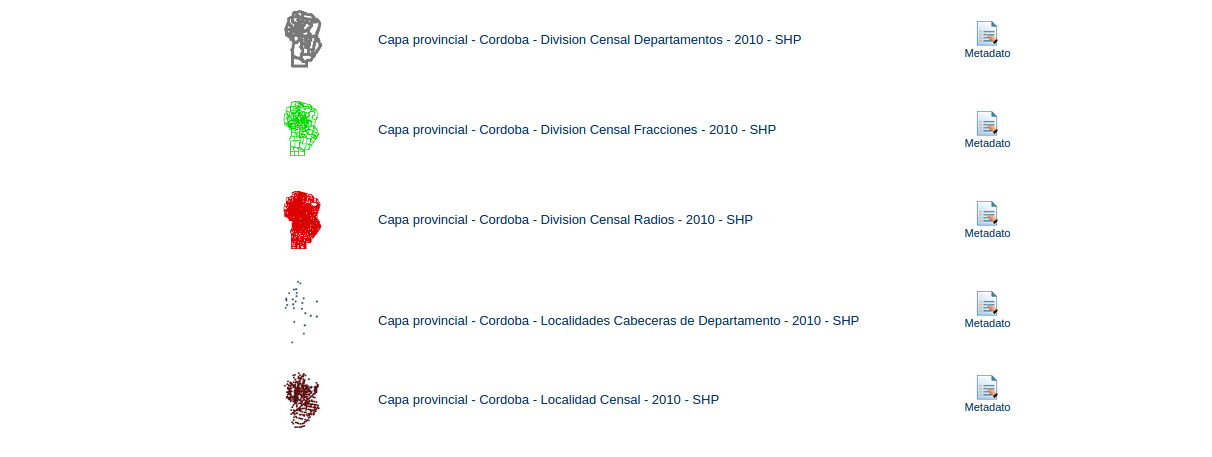 Capa provincial - Cordoba - Division Censal Departamentos - 2010 - SHP
Metadato
Capa provincial - Cordoba - Division Censal Fracciones - 2010 - SHP
Metadato
Capa provincial - Cordoba - Division Censal Radios - 2010 - SHP
Metadato
Capa provincial - Cordoba - Localidades Cabeceras de Departamento - 2010 - SHP
Metadato
Capa provincial - Cordoba - Localidad Censal - 2010 - SHP
Metadato